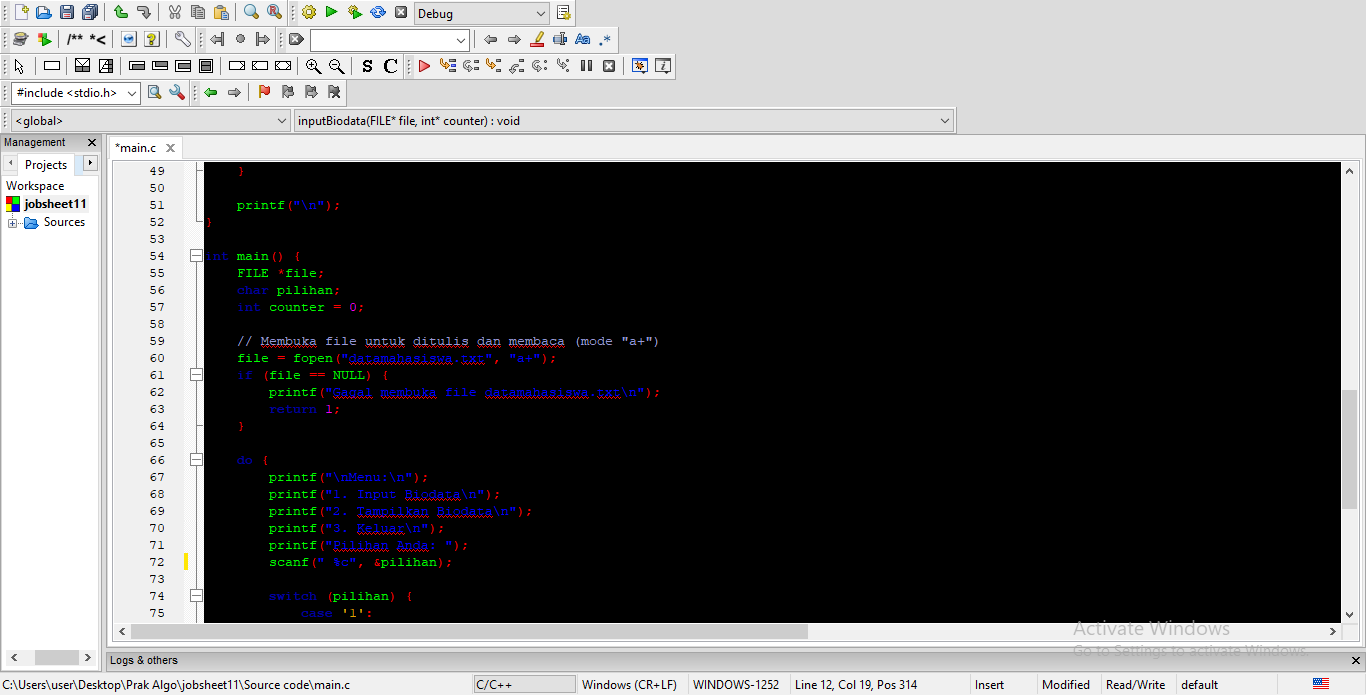 Debug
/** *<
Aa .*
S C
#include <stdio.h>
<global>
inputBiodata(FILE* file, int* counter) : void
Management
*main.c
Projects
Workspace
jobsheet11
Sources
49 }
50
51 printf("\n");
52 }
53
54 int main() {
55 FILE *file;
56 char pilihan;
57 int counter = 0;
58
59 // Membuka file untuk ditulis dan membaca (mode "a+")
60 file = fopen("datamahasiswa.txt", "a+");
61 if (file == NULL) {
62 printf("Gagal membuka file datamahasiswa.txt\n");
63 return 1;
64 }
65
66 do {
67 printf("\nMenu:\n");
68 printf("1. Input Biodata\n");
69 printf("2. Tampilkan Biodata\n");
70 printf("3. Keluar\n");
71 printf("Pilihan Anda: ");
72 scanf(" %c", &pilihan);
73
74 switch (pilihan) {
75 case '1':
Activate Windows
Go to Settings to activate Windows.
Logs & others
C:\Users\user\Desktop\Prak Algo\jobsheet11\Source code\main.c
C/C++
Windows (CR+LF)
WINDOWS-1252
Line 12, Col 19, Pos 314
Insert
Modified
Read/Write
default